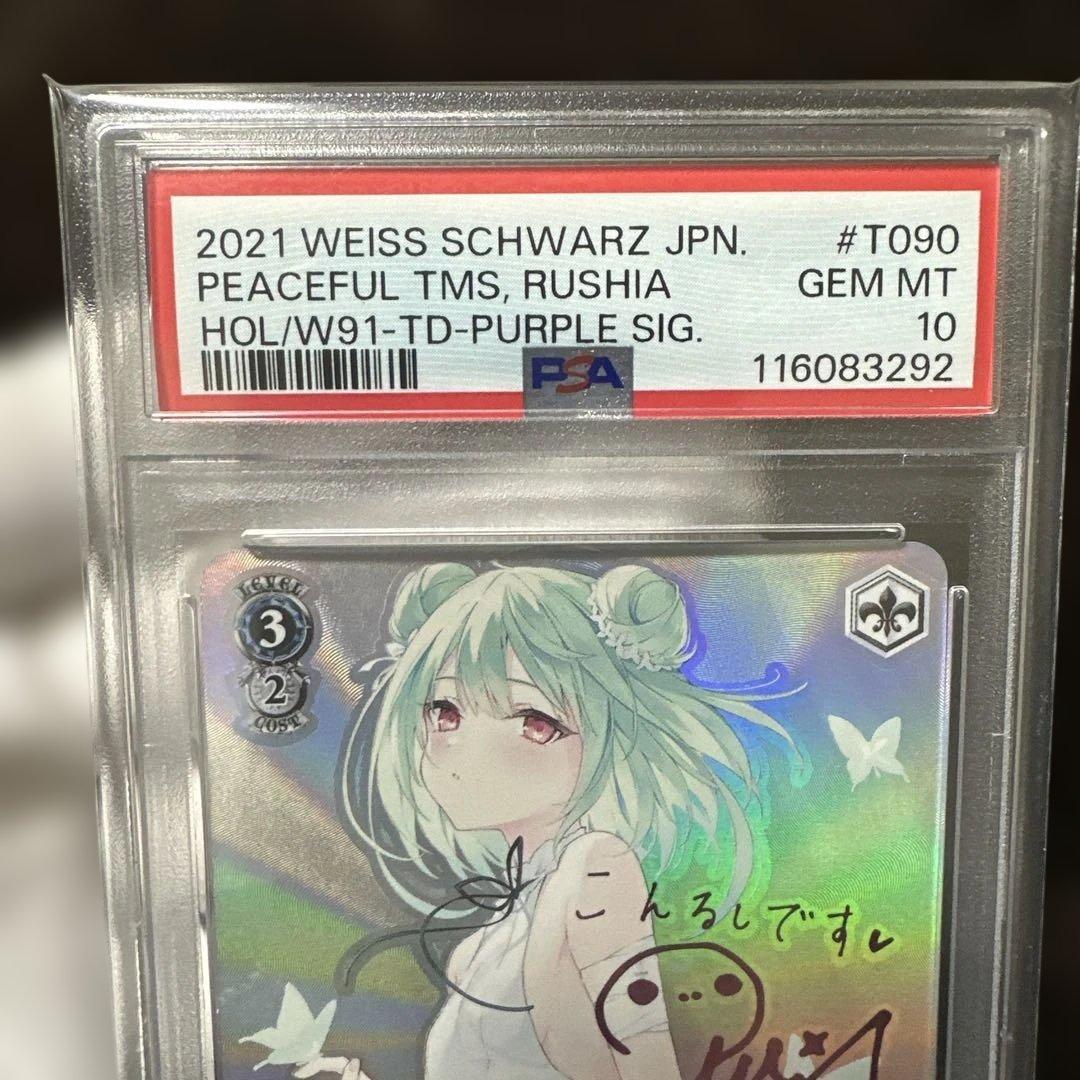 2021 WEISS SCHWARZ JPN. #T090
PEACEFUL TMS, RUSHIA GEM MT
HOL/W91-TD-PURPLE SIG. 10
PSA 116083292
LEVEL
3
2
COST
こんるしです